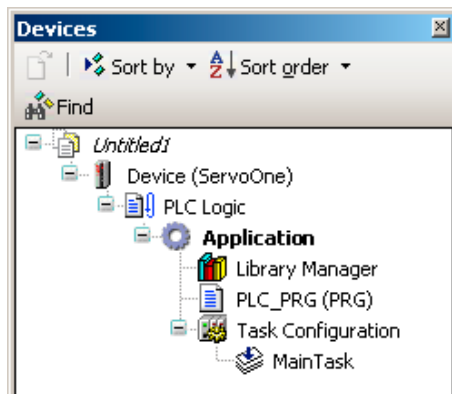 Devices
Sort by Sort order
Find
Untitled1
Device (ServoOne)
PLC Logic
Application
Library Manager
PLC_PRG (PRG)
Task Configuration
MainTask